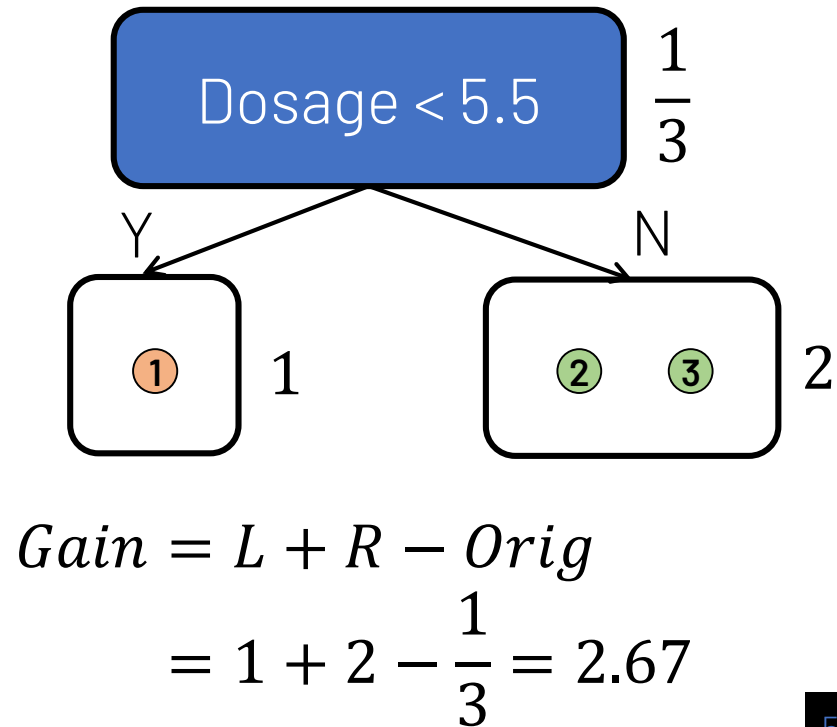 Dosage < 5.5
1/3
Y
N
1
1
2
3
2
Gain = L + R − Orig
= 1 + 2 − 1/3 = 2.67